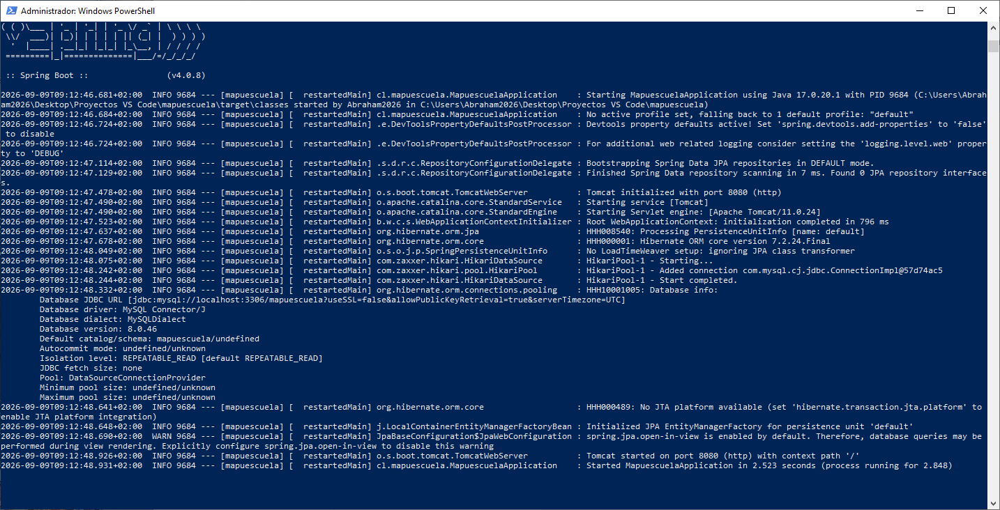 Administrador: Windows PowerShell
( ( )\___ | '_ | '_| | '_ \/ _` | \ \ \ \
 \\/  ___)| |_)| | | | | || (_| |  ) ) ) )
  '  |____| .__|_| |_|_| |_\__, | / / / /
 =========|_|==============|___/=/_/_/_/
 :: Spring Boot ::                (v4.0.8)
2026-09-09T09:12:46.681+02:00  INFO 9684 --- [mapuescuela] [  restartedMain] cl.mapuescuela.MapuescuelaApplication    : Starting MapuescuelaApplication using Java 17.0.20.1 with PID 9684 (C:\Users\Abrah
am2026\Desktop\Proyectos VS Code\mapuescuela\target\classes started by Abraham2026 in C:\Users\Abraham2026\Desktop\Proyectos VS Code\mapuescuela)
2026-09-09T09:12:46.684+02:00  INFO 9684 --- [mapuescuela] [  restartedMain] cl.mapuescuela.MapuescuelaApplication    : No active profile set, falling back to 1 default profile: "default"
2026-09-09T09:12:46.724+02:00  INFO 9684 --- [mapuescuela] [  restartedMain] .e.DevToolsPropertyDefaultsPostProcessor : Devtools property defaults active! Set 'spring.devtools.add-properties' to 'false'
 to disable
2026-09-09T09:12:46.724+02:00  INFO 9684 --- [mapuescuela] [  restartedMain] .e.DevToolsPropertyDefaultsPostProcessor : For additional web related logging consider setting the 'logging.level.web' proper
ty to 'DEBUG'
2026-09-09T09:12:47.114+02:00  INFO 9684 --- [mapuescuela] [  restartedMain] .s.d.r.c.RepositoryConfigurationDelegate : Bootstrapping Spring Data JPA repositories in DEFAULT mode.
2026-09-09T09:12:47.129+02:00  INFO 9684 --- [mapuescuela] [  restartedMain] .s.d.r.c.RepositoryConfigurationDelegate : Finished Spring Data repository scanning in 7 ms. Found 0 JPA repository interface
s.
2026-09-09T09:12:47.478+02:00  INFO 9684 --- [mapuescuela] [  restartedMain] o.s.boot.tomcat.TomcatWebServer          : Tomcat initialized with port 8080 (http)
2026-09-09T09:12:47.490+02:00  INFO 9684 --- [mapuescuela] [  restartedMain] o.apache.catalina.core.StandardService   : Starting service [Tomcat]
2026-09-09T09:12:47.490+02:00  INFO 9684 --- [mapuescuela] [  restartedMain] o.apache.catalina.core.StandardEngine    : Starting Servlet engine: [Apache Tomcat/11.0.24]
2026-09-09T09:12:47.523+02:00  INFO 9684 --- [mapuescuela] [  restartedMain] b.w.c.s.WebApplicationContextInitializer : Root WebApplicationContext: initialization completed in 796 ms
2026-09-09T09:12:47.637+02:00  INFO 9684 --- [mapuescuela] [  restartedMain] org.hibernate.orm.jpa                    : HHH008540: Processing PersistenceUnitInfo [name: default]
2026-09-09T09:12:47.678+02:00  INFO 9684 --- [mapuescuela] [  restartedMain] org.hibernate.orm.core                   : HHH000001: Hibernate ORM core version 7.2.24.Final
2026-09-09T09:12:48.049+02:00  INFO 9684 --- [mapuescuela] [  restartedMain] o.s.o.j.p.SpringPersistenceUnitInfo      : No LoadTimeWeaver setup: ignoring JPA class transformer
2026-09-09T09:12:48.075+02:00  INFO 9684 --- [mapuescuela] [  restartedMain] com.zaxxer.hikari.HikariDataSource       : HikariPool-1 - Starting...
2026-09-09T09:12:48.242+02:00  INFO 9684 --- [mapuescuela] [  restartedMain] com.zaxxer.hikari.pool.HikariPool        : HikariPool-1 - Added connection com.mysql.cj.jdbc.ConnectionImpl@57d74ac5
2026-09-09T09:12:48.244+02:00  INFO 9684 --- [mapuescuela] [  restartedMain] com.zaxxer.hikari.HikariDataSource       : HikariPool-1 - Start completed.
2026-09-09T09:12:48.332+02:00  INFO 9684 --- [mapuescuela] [  restartedMain] org.hibernate.orm.connections.pooling    : HHH10001005: Database info:
        Database JDBC URL [jdbc:mysql://localhost:3306/mapuescuela?useSSL=false&allowPublicKeyRetrieval=true&serverTimezone=UTC]
        Database driver: MySQL Connector/J
        Database dialect: MySQLDialect
        Database version: 8.0.46
        Default catalog/schema: mapuescuela/undefined
        Autocommit mode: undefined/unknown
        Isolation level: REPEATABLE_READ [default REPEATABLE_READ]
        JDBC fetch size: none
        Pool: DataSourceConnectionProvider
        Minimum pool size: undefined/unknown
        Maximum pool size: undefined/unknown
2026-09-09T09:12:48.641+02:00  INFO 9684 --- [mapuescuela] [  restartedMain] org.hibernate.orm.core                   : HHH000489: No JTA platform available (set 'hibernate.transaction.jta.platform' to
enable JTA platform integration)
2026-09-09T09:12:48.648+02:00  INFO 9684 --- [mapuescuela] [  restartedMain] j.LocalContainerEntityManagerFactoryBean : Initialized JPA EntityManagerFactory for persistence unit 'default'
2026-09-09T09:12:48.690+02:00  WARN 9684 --- [mapuescuela] [  restartedMain] JpaBaseConfiguration$JpaWebConfiguration : spring.jpa.open-in-view is enabled by default. Therefore, database queries may be
performed during view rendering. Explicitly configure spring.jpa.open-in-view to disable this warning
2026-09-09T09:12:48.926+02:00  INFO 9684 --- [mapuescuela] [  restartedMain] o.s.boot.tomcat.TomcatWebServer          : Tomcat started on port 8080 (http) with context path '/'
2026-09-09T09:12:48.931+02:00  INFO 9684 --- [mapuescuela] [  restartedMain] cl.mapuescuela.MapuescuelaApplication    : Started MapuescuelaApplication in 2.523 seconds (process running for 2.848)